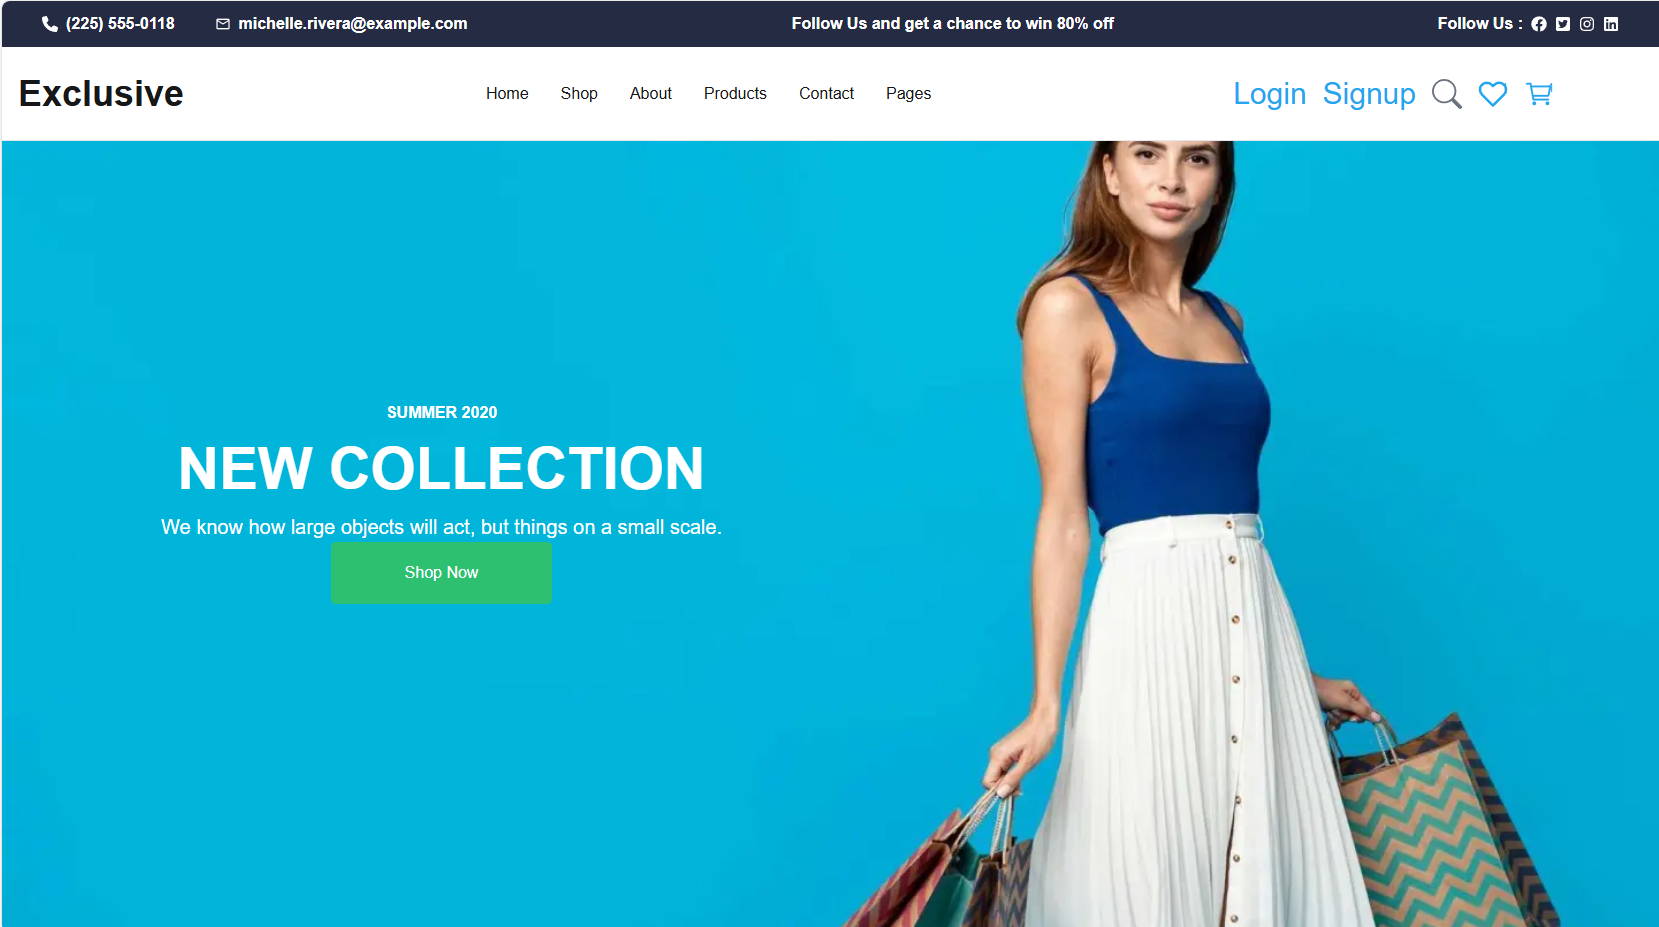 (225) 555-0118 michelle.rivera@example.com Follow Us and get a chance to win 80% off Follow Us :
Exclusive Home Shop About Products Contact Pages Login Signup
SUMMER 2020
NEW COLLECTION
We know how large objects will act, but things on a small scale.
Shop Now